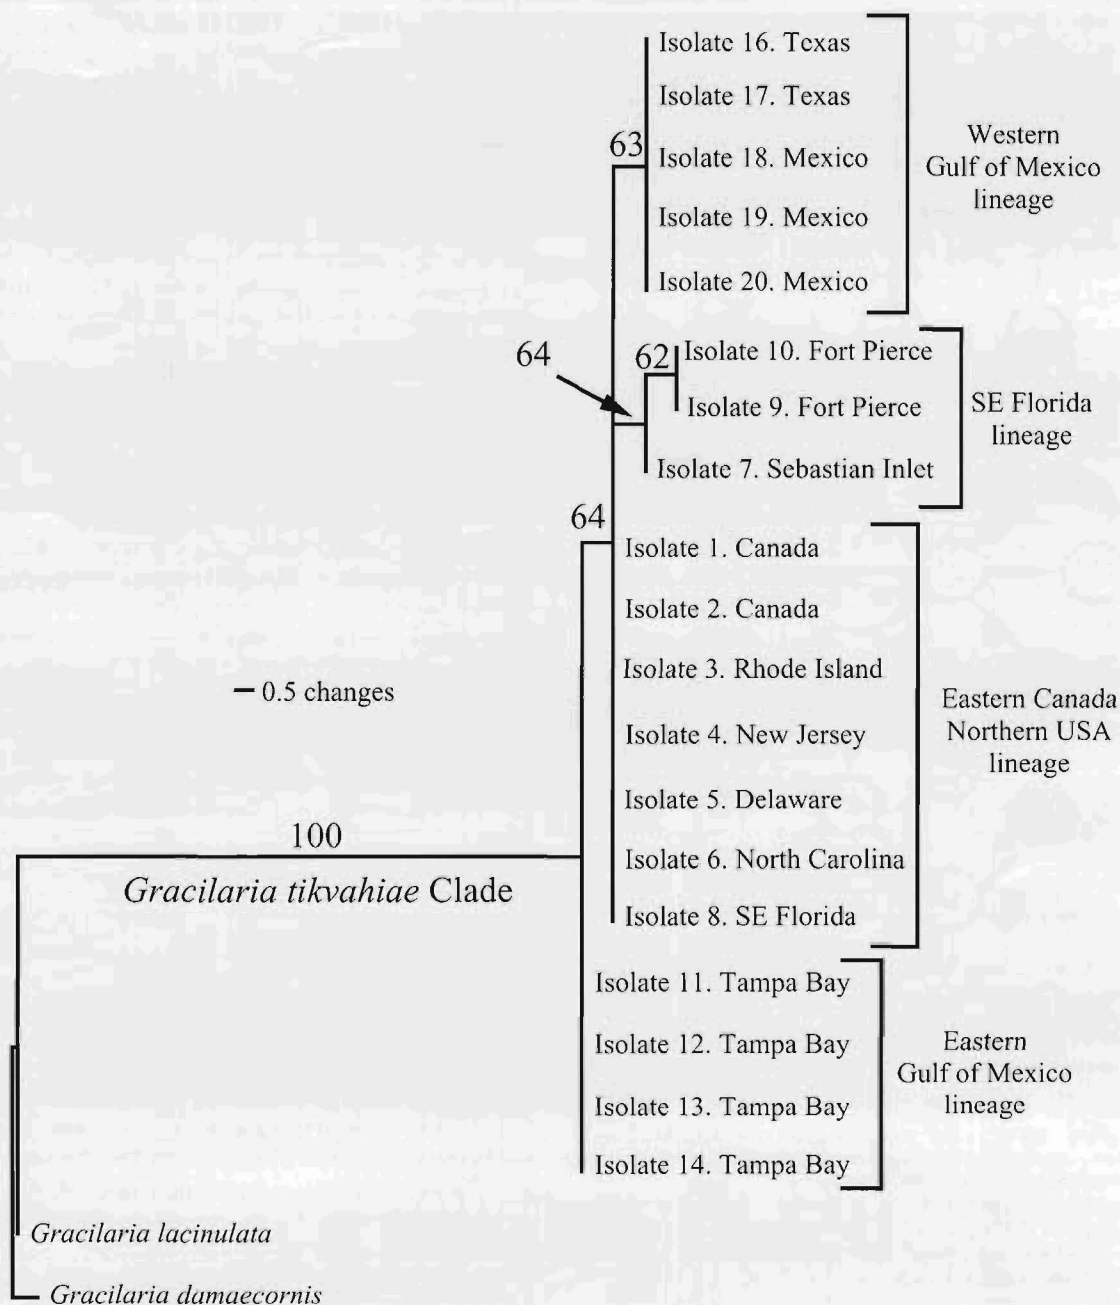 Isolate 16. Texas
Isolate 17. Texas
63
Isolate 18. Mexico
Isolate 19. Mexico
Isolate 20. Mexico
Western
Gulf of Mexico
lineage
64
62
Isolate 10. Fort Pierce
Isolate 9. Fort Pierce
Isolate 7. Sebastian Inlet
SE Florida
lineage
64
Isolate 1. Canada
Isolate 2. Canada
Isolate 3. Rhode Island
Isolate 4. New Jersey
Isolate 5. Delaware
Isolate 6. North Carolina
Isolate 8. SE Florida
Eastern Canada
Northern USA
lineage
0.5 changes
100
Gracilaria tikvahiae Clade
Isolate 11. Tampa Bay
Isolate 12. Tampa Bay
Isolate 13. Tampa Bay
Isolate 14. Tampa Bay
Eastern
Gulf of Mexico
lineage
Gracilaria lacinulata
Gracilaria damaecornis